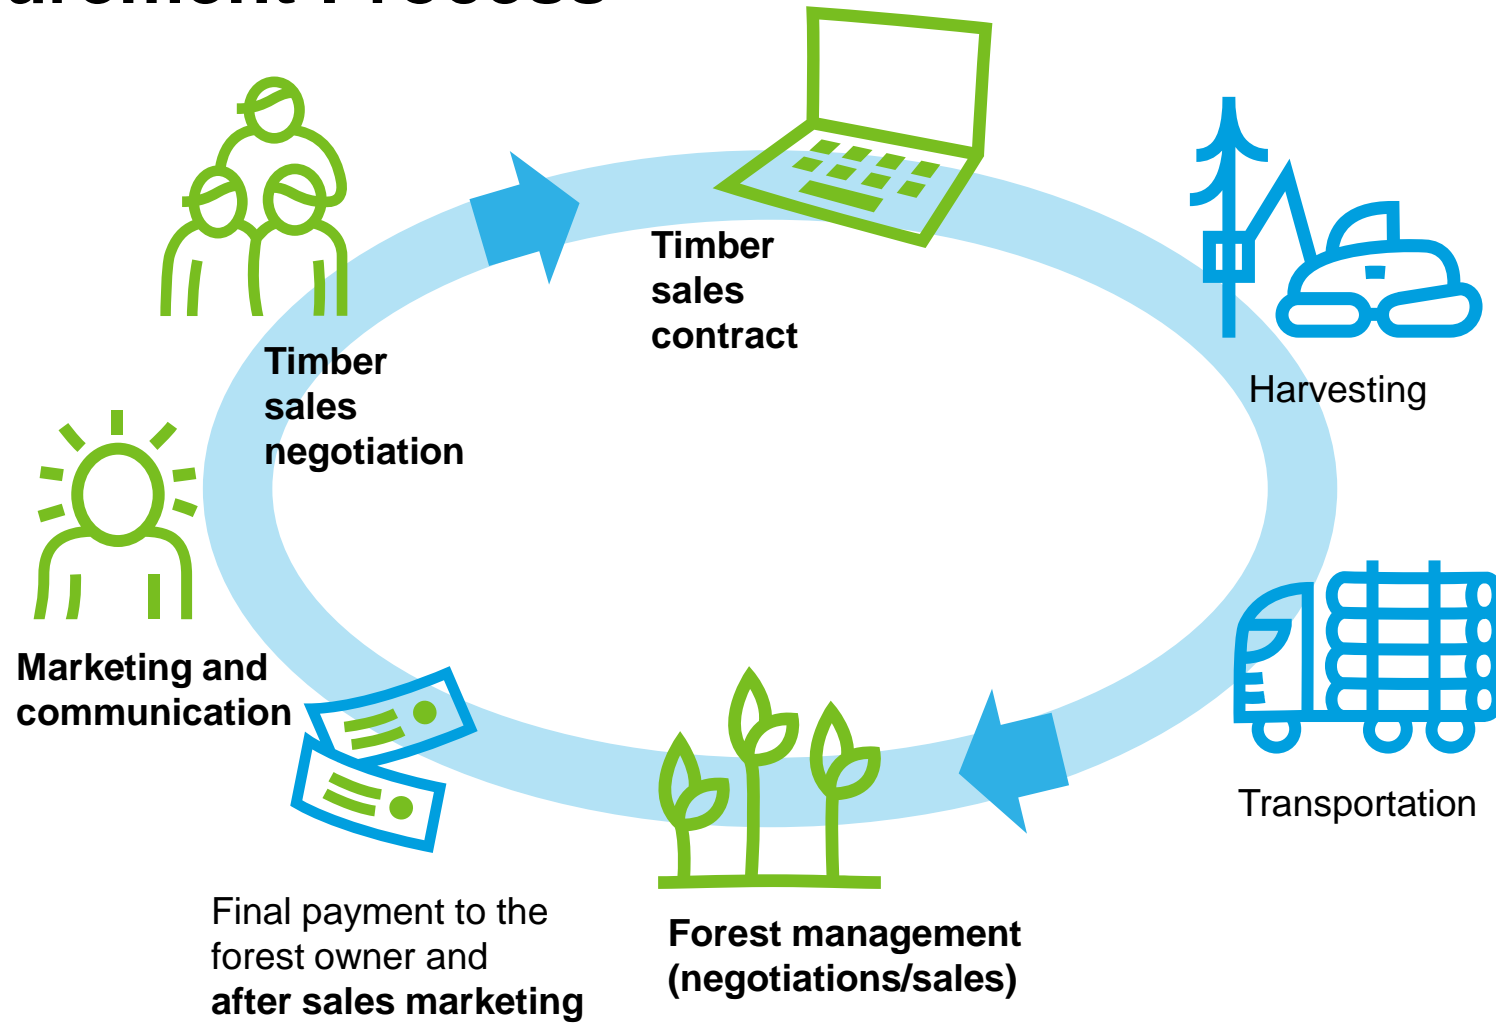 Process
Timber
sales
contract
Timber
sales
negotiation
Harvesting
Marketing and
communication
Transportation
Final payment to the
forest owner and
after sales marketing
Forest management
(negotiations/sales)